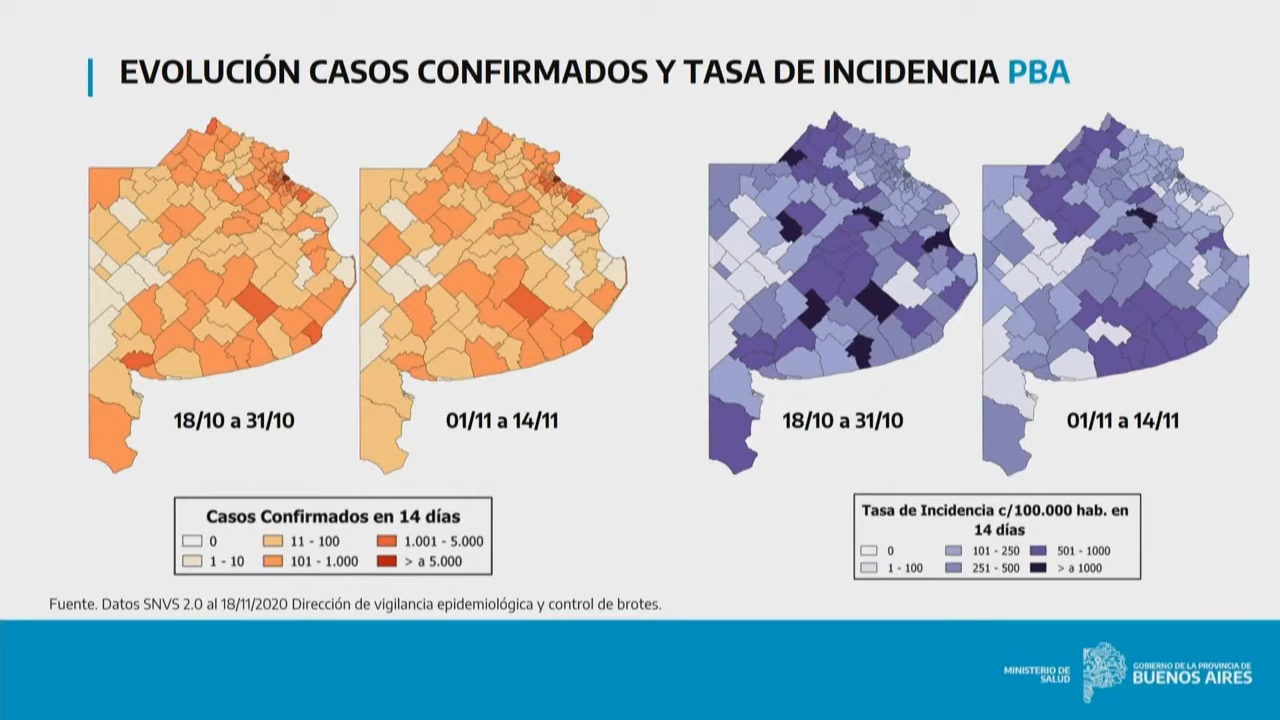 EVOLUCIÓN CASOS CONFIRMADOS Y TASA DE INCIDENCIA PBA
18/10 a 31/10
01/11 a 14/11
18/10 a 31/10
01/11 a 14/11
Casos Confirmados en 14 días
0
11 - 100
1.001 - 5.000
1 - 10
101 - 1.000
> a 5.000
Tasa de Incidencia c/100.000 hab. en
14 días
0
101 - 250
501 - 1000
1 - 100
251 - 500
> a 1000
Fuente. Datos SNVS 2.0 al 18/11/2020 Dirección de vigilancia epidemiológica y control de brotes.
MINISTERIO DE
SALUD
GOBIERNO DE LA PROVINCIA DE
BUENOS AIRES